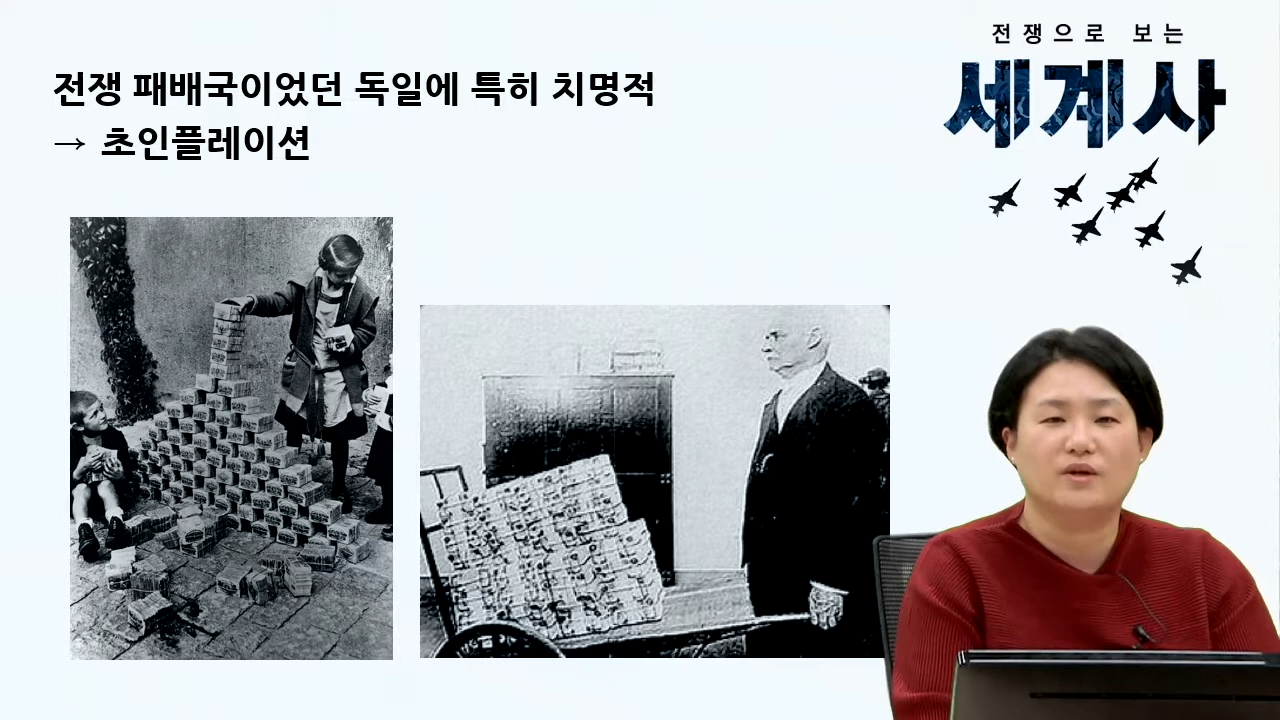 전쟁 패배국이었던 독일에 특히 치명적
→ 초인플레이션
전쟁으로 보는
세계사